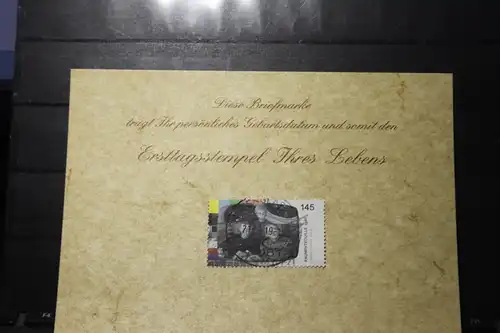 Diese Briefmarke
trägt Ihr persönliches Geburtsdatum und somit den
Ersttagsstempel Ihres Lebens
145